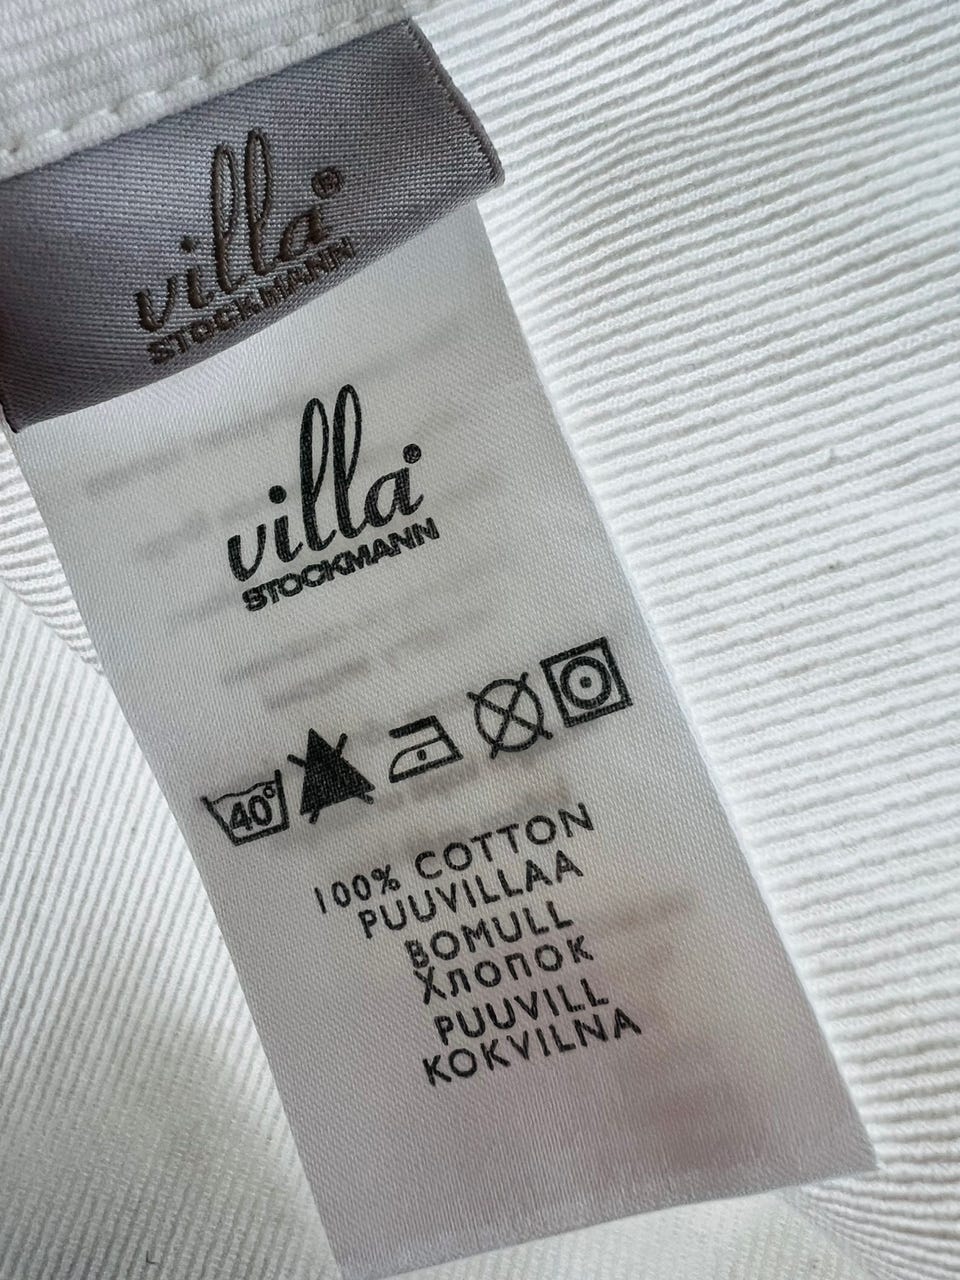 villa®
STOCKMANN
villa®
STOCKMANN
40°
100% COTTON
PUUVILLAA
BOMULL
Хлопок
PUUVILL
KOKVILNA